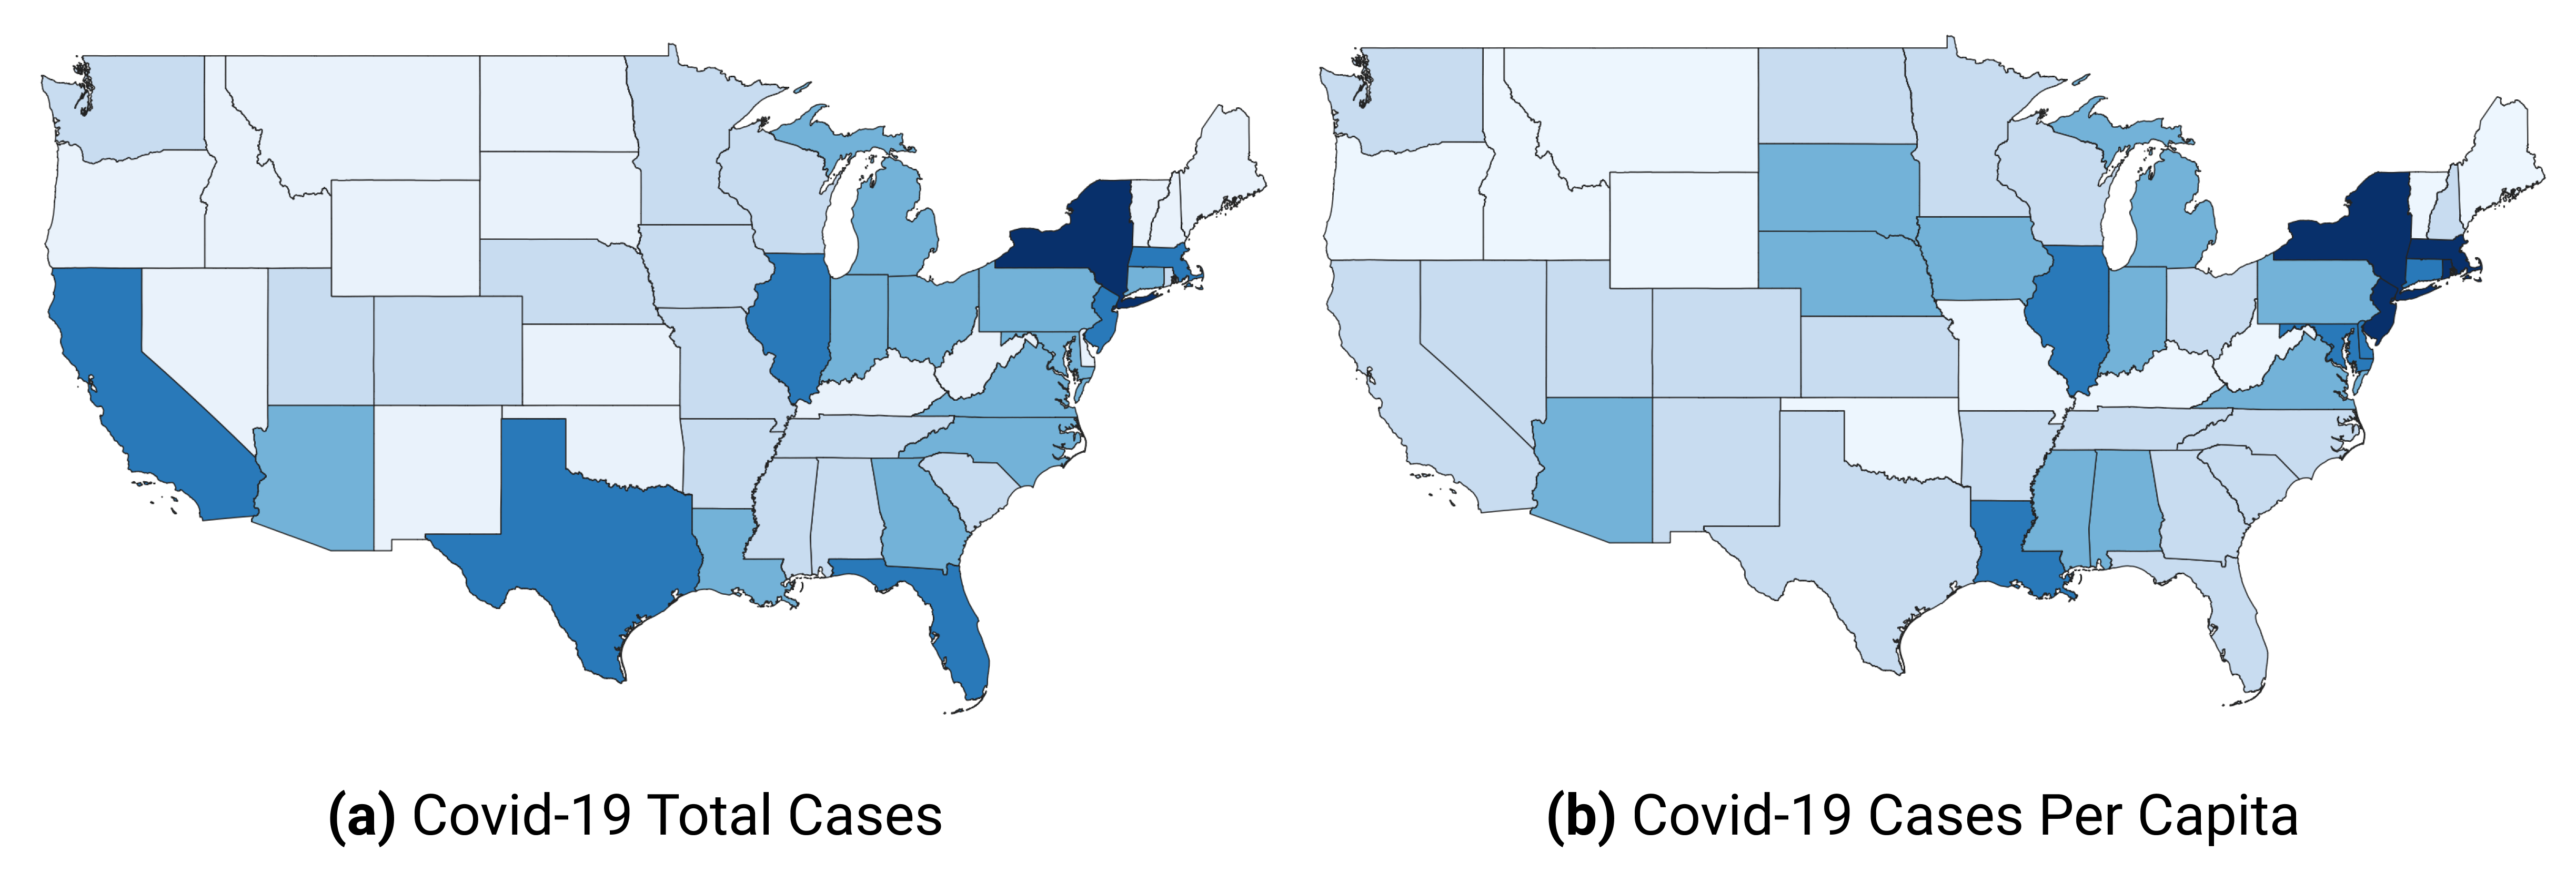 (a) Covid-19 Total Cases
(b) Covid-19 Cases Per Capita